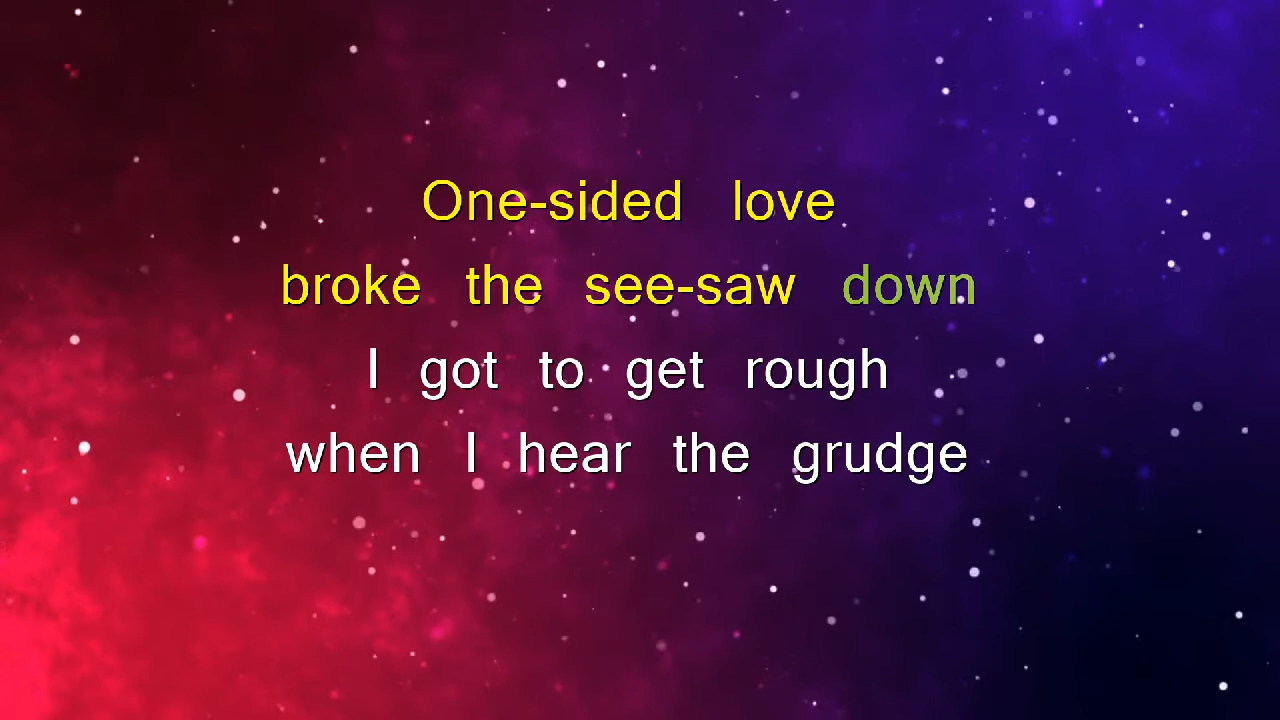 One-sided love
broke the see-saw down
I got to get rough
when I hear the grudge